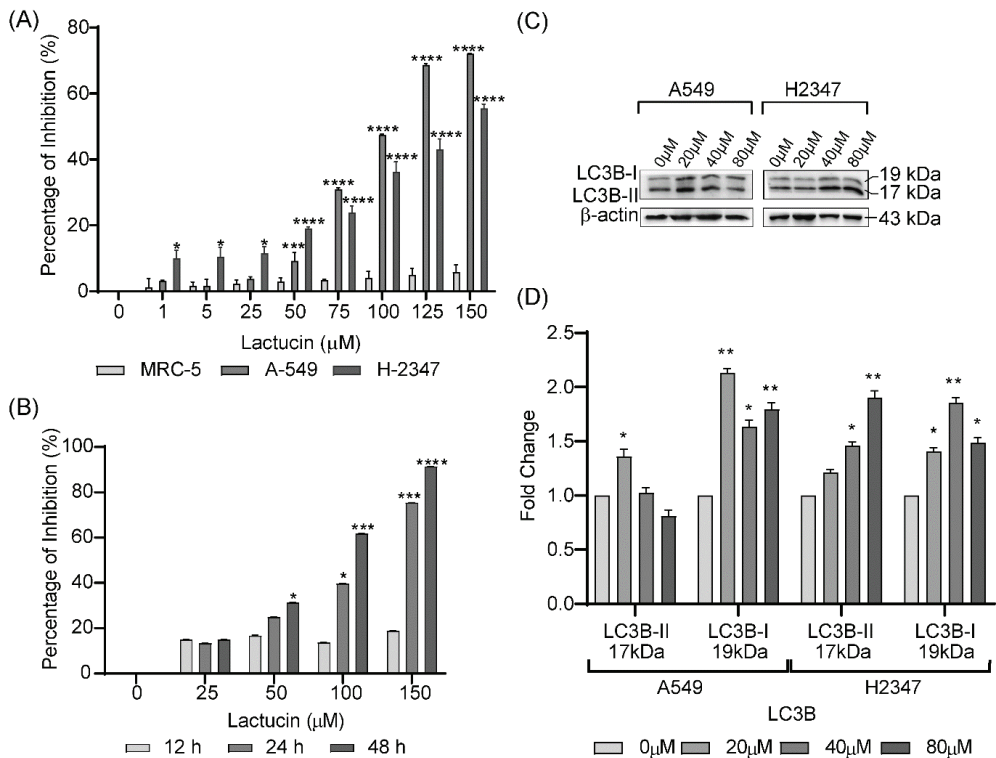 (A)
Percentage of Inhibition (%)
80
60
40
20
0
* * * *** **** **** **** **** **** **** **** **** ****
0 1 5 25 50 75 100 125 150
Lactucin (μM)
MRC-5 A-549 H-2347
(B)
Percentage of Inhibition (%)
100
80
60
40
20
0
* * *** *** ****
0 25 50 100 150
Lactucin (μM)
12 h 24 h 48 h
(C)
A549 H2347
0μM 20μM 40μM 80μM 0μM 20μM 40μM 80μM
LC3B-I
LC3B-II
β-actin
19 kDa
17 kDa
43 kDa
(D)
Fold Change
2.5
2.0
1.5
1.0
0.5
0.0
* ** * ** * ** * ** *
LC3B-II LC3B-I LC3B-II LC3B-I
17kDa 19kDa 17kDa 19kDa
A549 H2347
LC3B
0μM 20μM 40μM 80μM